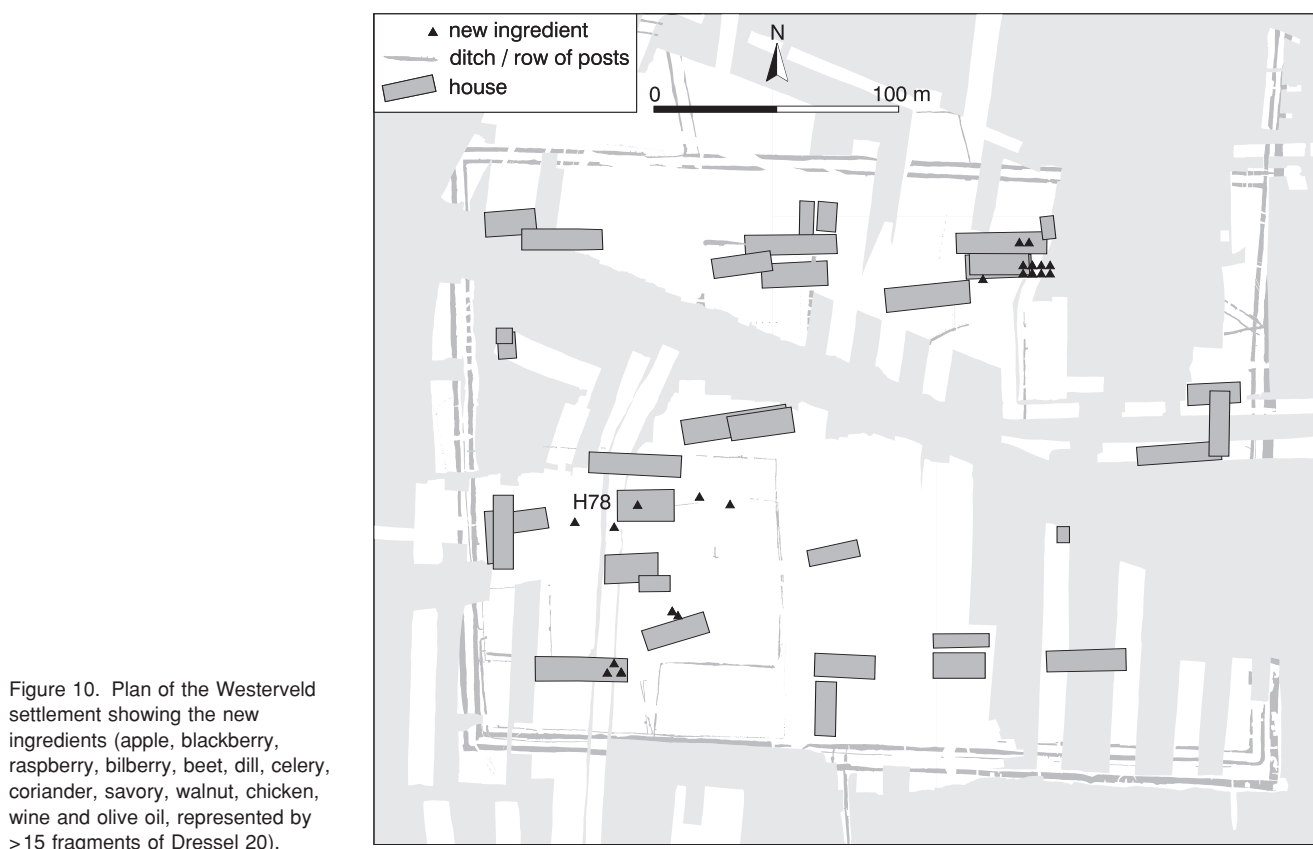 new ingredient
ditch / row of posts
house
N
0 100 m
H78
Figure 10. Plan of the Westerveld
settlement showing the new
ingredients (apple, blackberry,
raspberry, bilberry, beet, dill, celery,
coriander, savory, walnut, chicken,
wine and olive oil, represented by
>15 fragments of Dressel 20).